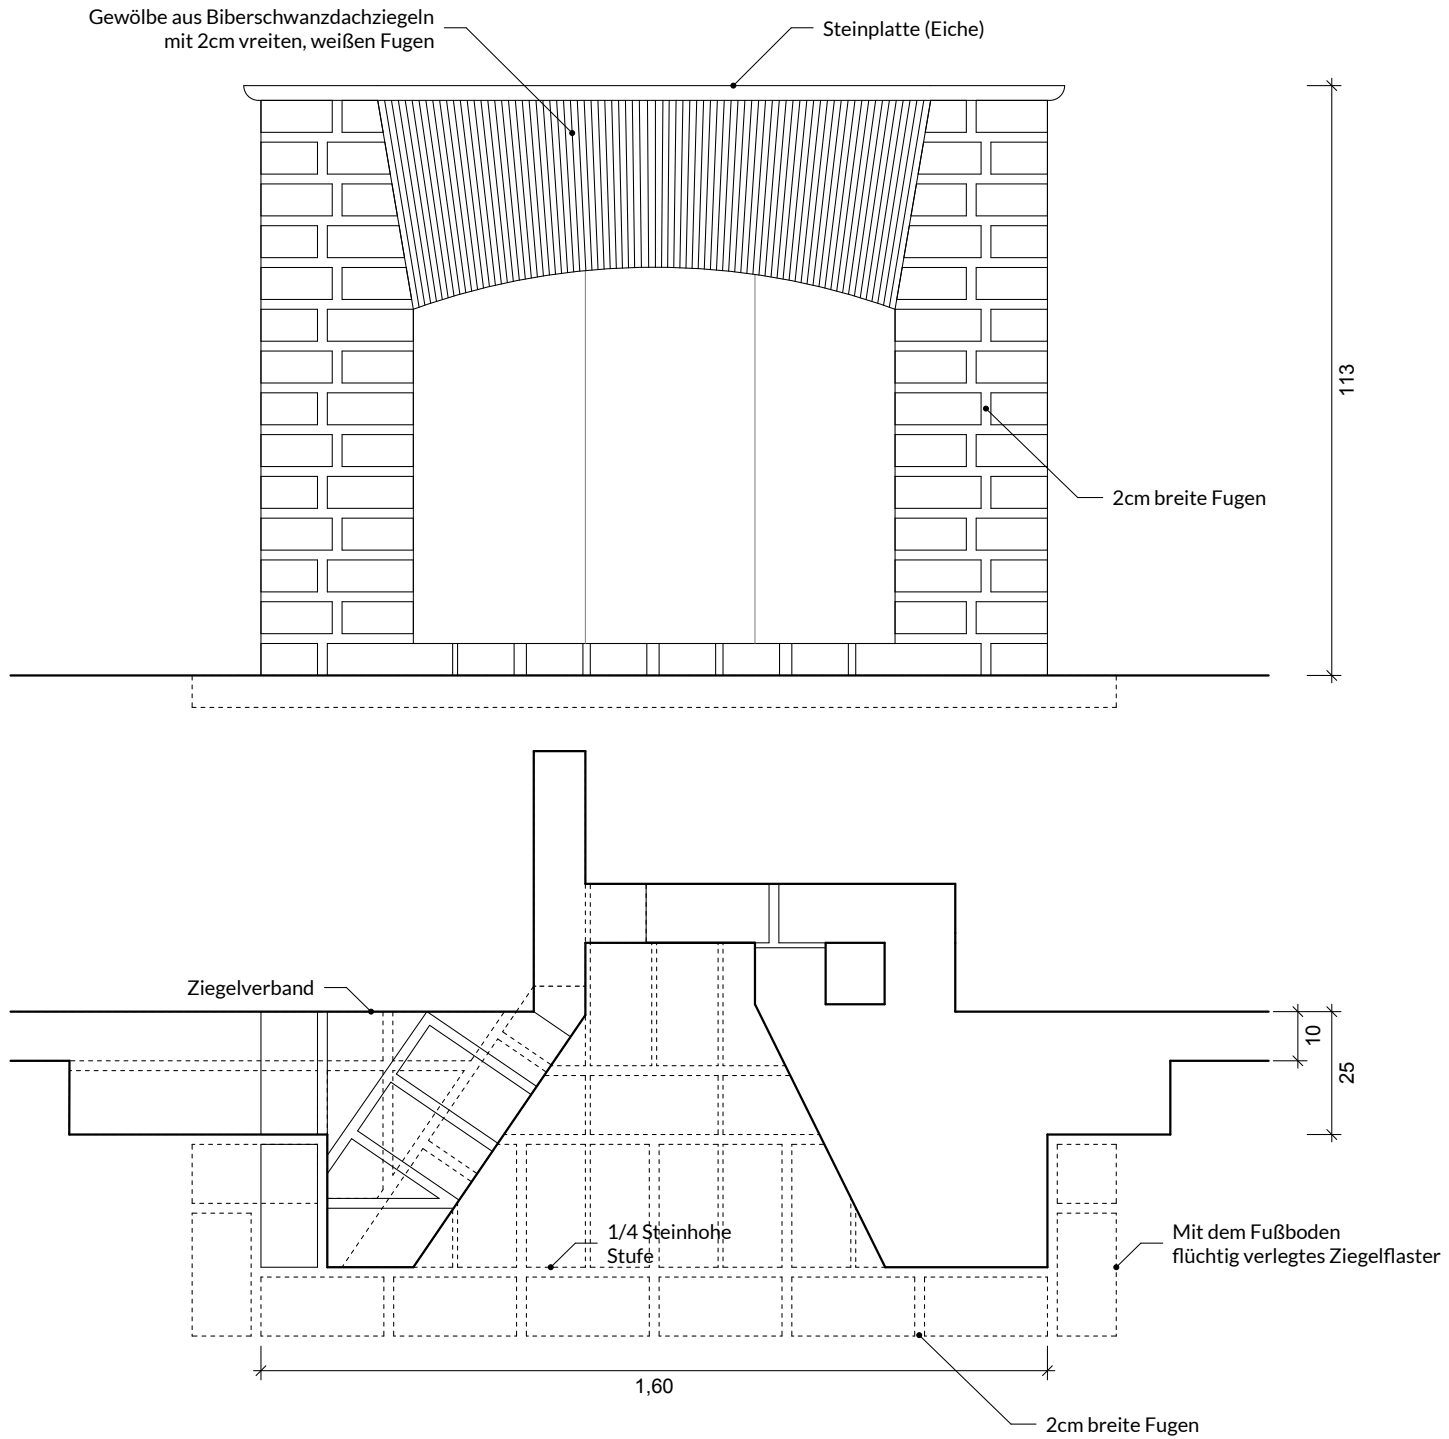 Gewölbe aus Biberschwanzdachziegeln
mit 2cm vreiten, weißen Fugen
Steinplatte (Eiche)
113
2cm breite Fugen
Ziegelverband
10
25
1/4 Steinhohe
Stufe
Mit dem Fußboden
flüchtig verlegtes Ziegelflaster
1,60
2cm breite Fugen